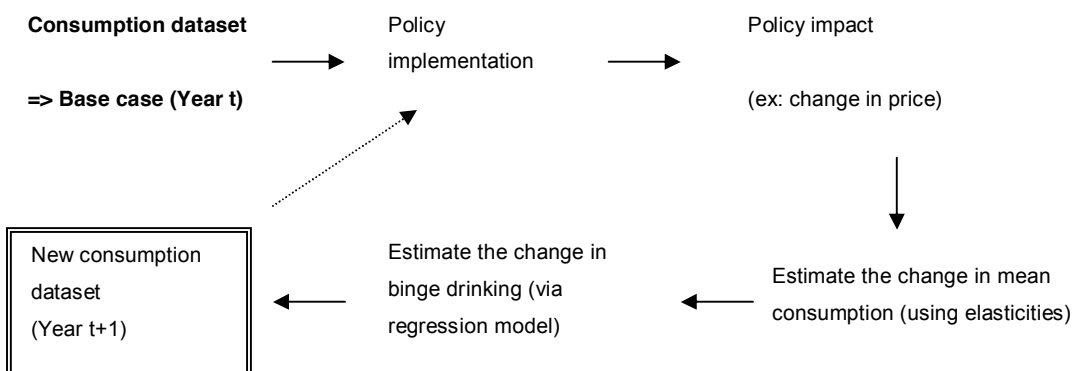 Consumption dataset
=> Base case (Year t)
Policy
implementation
Policy impact
(ex: change in price)
Estimate the change in mean
consumption (using elasticities)
Estimate the change in
binge drinking (via
regression model)
New consumption
dataset
(Year t+1)